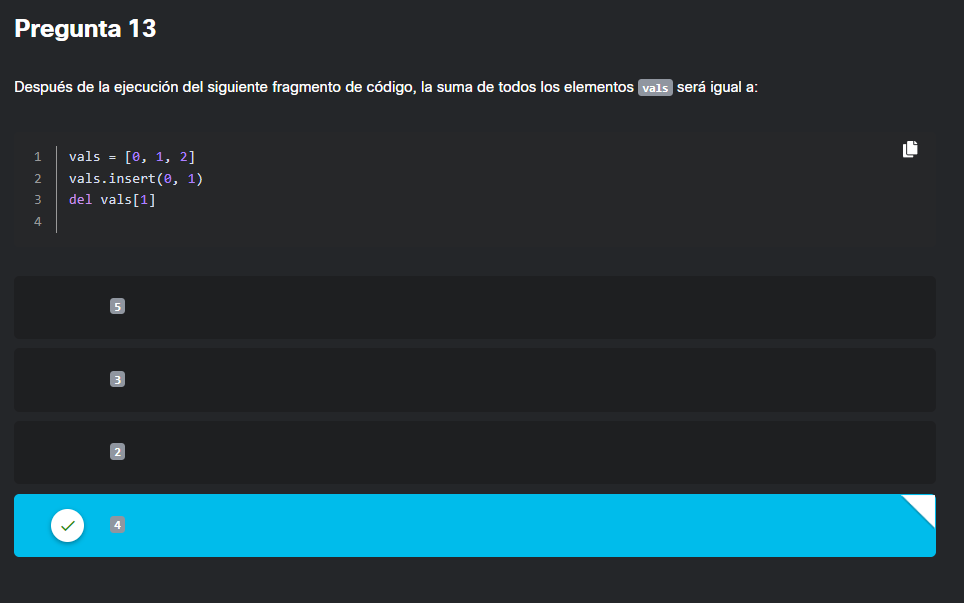 Pregunta 13
Después de la ejecución del siguiente fragmento de código, la suma de todos los elementos vals será igual a:
1 vals = [0, 1, 2]
2 vals.insert(0, 1)
3 del vals[1]
4
5
3
2
4